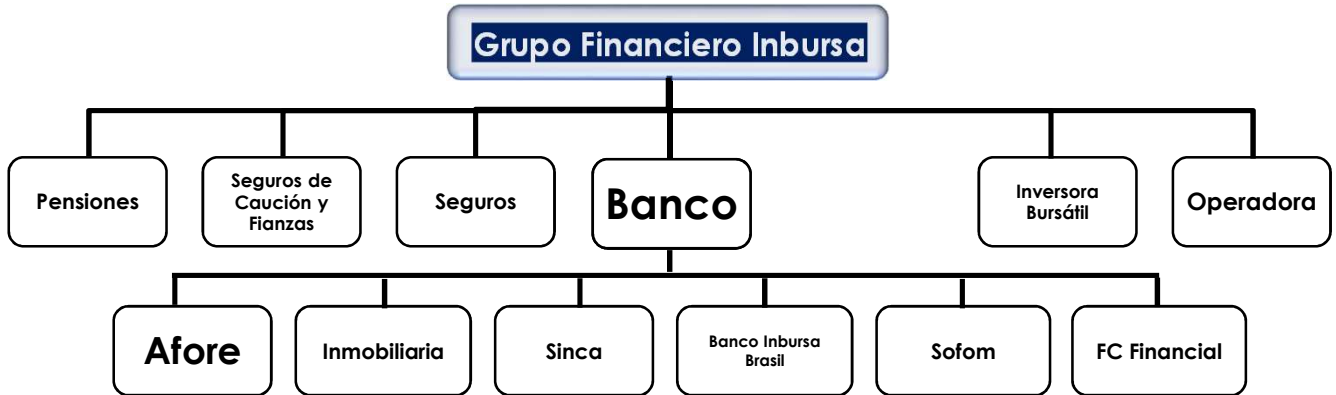 Grupo Financiero Inbursa
Pensiones
Seguros de
Caución y
Fianzas
Seguros
Banco
Inversora
Bursátil
Operadora
Afore
Inmobiliaria
Sinca
Banco Inbursa
Brasil
Sofom
FC Financial